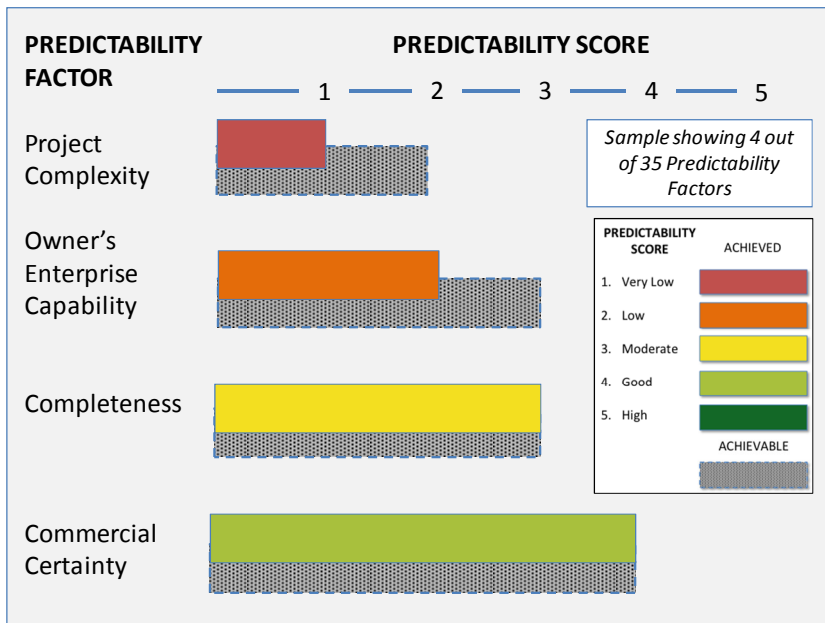 PREDICTABILITY
FACTOR
PREDICTABILITY SCORE
1 2 3 4 5
Project
Complexity
Sample showing 4 out
of 35 Predictability
Factors
Owner’s
Enterprise
Capability
PREDICTABILITY
SCORE
ACHIEVED
1. Very Low
2. Low
3. Moderate
4. Good
5. High
ACHIEVABLE
Completeness
Commercial
Certainty